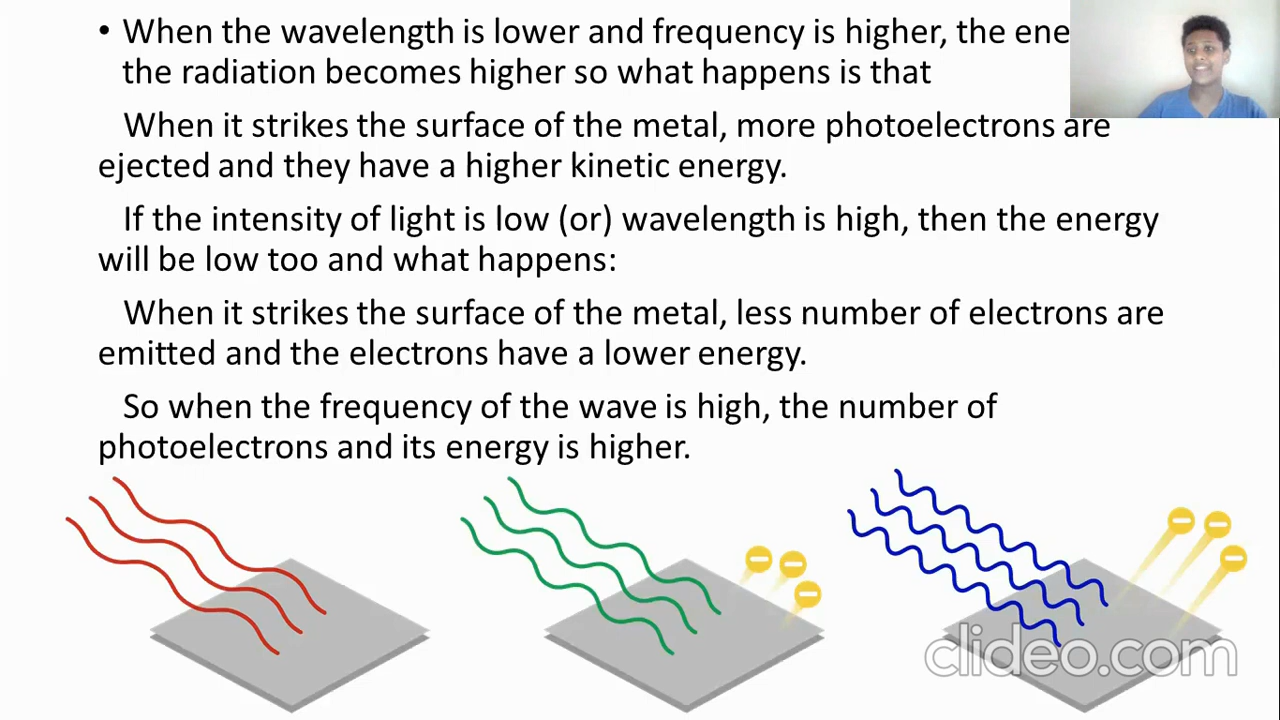 • When the wavelength is lower and frequency is higher, the
the radiation becomes higher so what happens is that
When it strikes the surface of the metal, more photoelectrons are
ejected and they have a higher kinetic energy.
If the intensity of light is low (or) wavelength is high, then the energy
will be low too and what happens:
When it strikes the surface of the metal, less number of electrons are
emitted and the electrons have a lower energy.
So when the frequency of the wave is high, the number of
photoelectrons and its energy is higher.
clideo.com